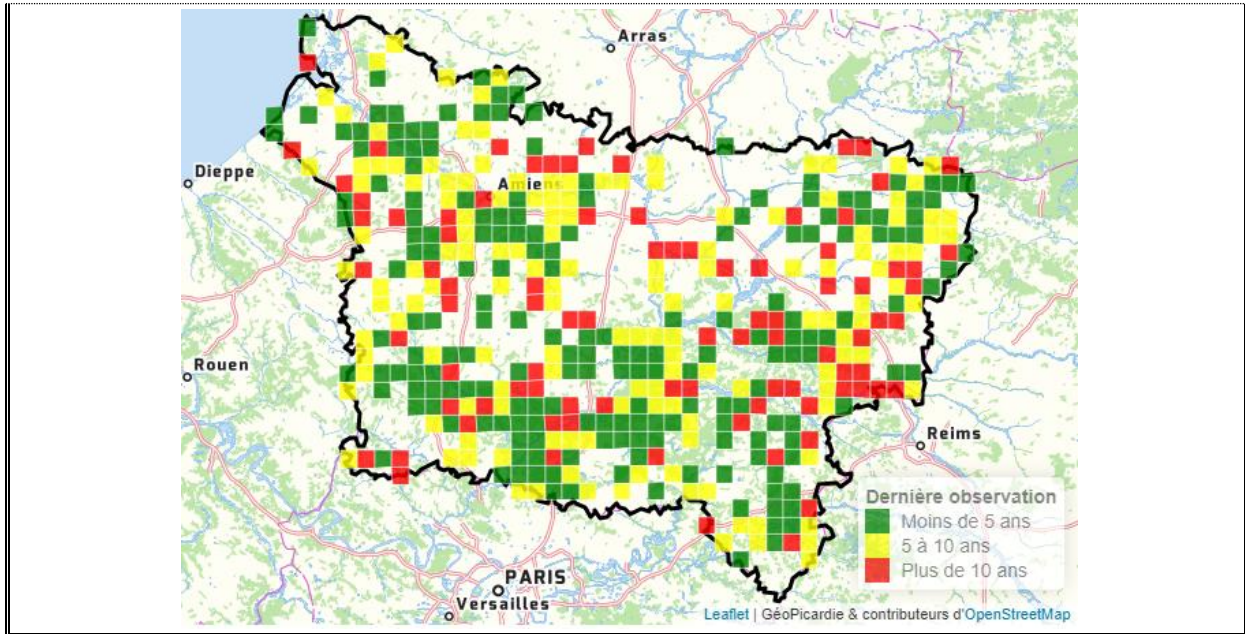 Arras
Dieppe
Amiens
Rouen
Reims
Dernière observation
Moins de 5 ans
5 à 10 ans
Plus de 10 ans
PARIS
Versailles
Leaflet | GéoPicardie & contributeurs d'OpenStreetMap